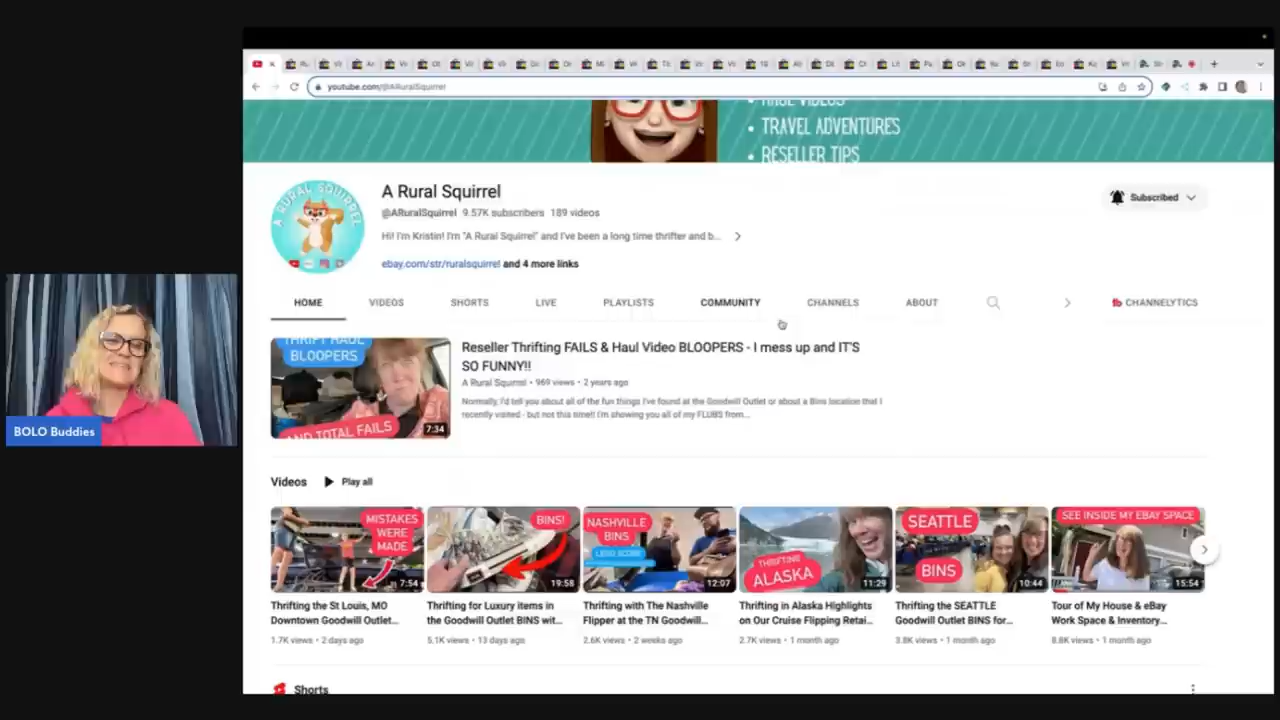 youtube.com/@ARuralSquirrel
• HAUL VIDEOS
• TRAVEL ADVENTURES
• RESELLER TIPS
A RURAL SQUIRREL
A Rural Squirrel
@ARuralSquirrel 9.57K subscribers 189 videos
Hi! I'm Kristin! I'm "A Rural Squirrel" and I've been a long time thrifter and b...
ebay.com/str/ruralsquirrel and 4 more links
Subscribed
HOME VIDEOS SHORTS LIVE PLAYLISTS COMMUNITY CHANNELS ABOUT CHANNELYTICS
THRIFT HAUL
BLOOPERS
AND TOTAL FAILS
7:34
Reseller Thrifting FAILS & Haul Video BLOOPERS - I mess up and IT'S
SO FUNNY!!
A Rural Squirrel • 969 views • 2 years ago
Normally, I'd tell you about all of the fun things I've found at the Goodwill Outlet or about a Bins location that I
recently visited - but not this time!! I'm showing you all of my FLUBS from...
BOLO Buddies
Videos Play all
MISTAKES
WERE
MADE
7:54
Thrifting the St Louis, MO
Downtown Goodwill Outlet...
1.7K views • 2 days ago
BINS!
19:58
Thrifting for Luxury items in
the Goodwill Outlet BINS wit...
5.1K views • 13 days ago
NASHVILLE
BINS
LEGO SCORE
12:07
Thrifting with The Nashville
Flipper at the TN Goodwill...
2.6K views • 2 weeks ago
THRIFTING
ALASKA
11:29
Thrifting in Alaska Highlights
on Our Cruise Flipping Retai...
2.7K views • 1 month ago
SEATTLE
BINS
10:44
Thrifting the SEATTLE
Goodwill Outlet BINS for...
3.8K views • 1 month ago
SEE INSIDE MY EBAY SPACE
15:54
Tour of My House & eBay
Work Space & Inventory...
8.8K views • 1 month ago
Shorts